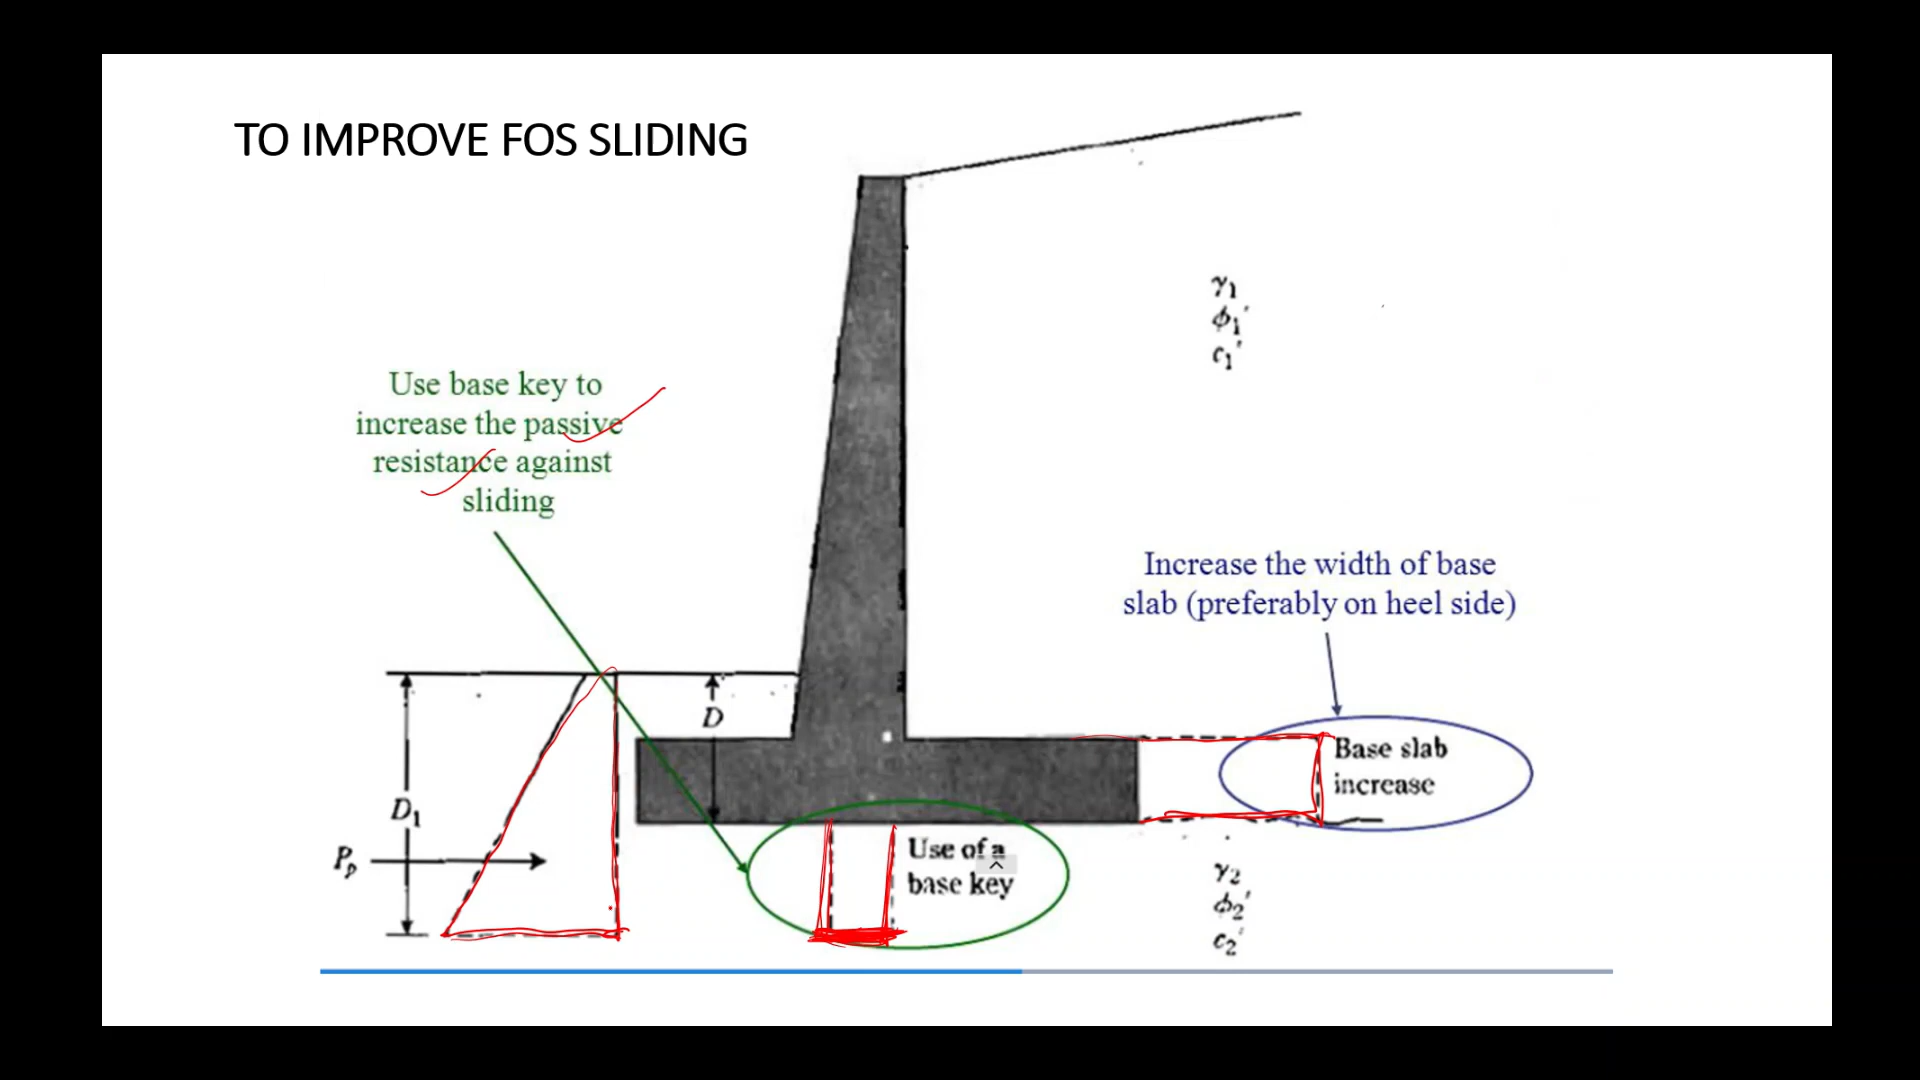 TO IMPROVE FOS SLIDING
γ₁
ϕ₁′
c₁′
Use base key to
increase the passive
resistance against
sliding
Increase the width of base
slab (preferably on heel side)
D
D₁
Base slab
increase
Pₚ
Use of a
base key
γ₂
ϕ₂′
c₂′